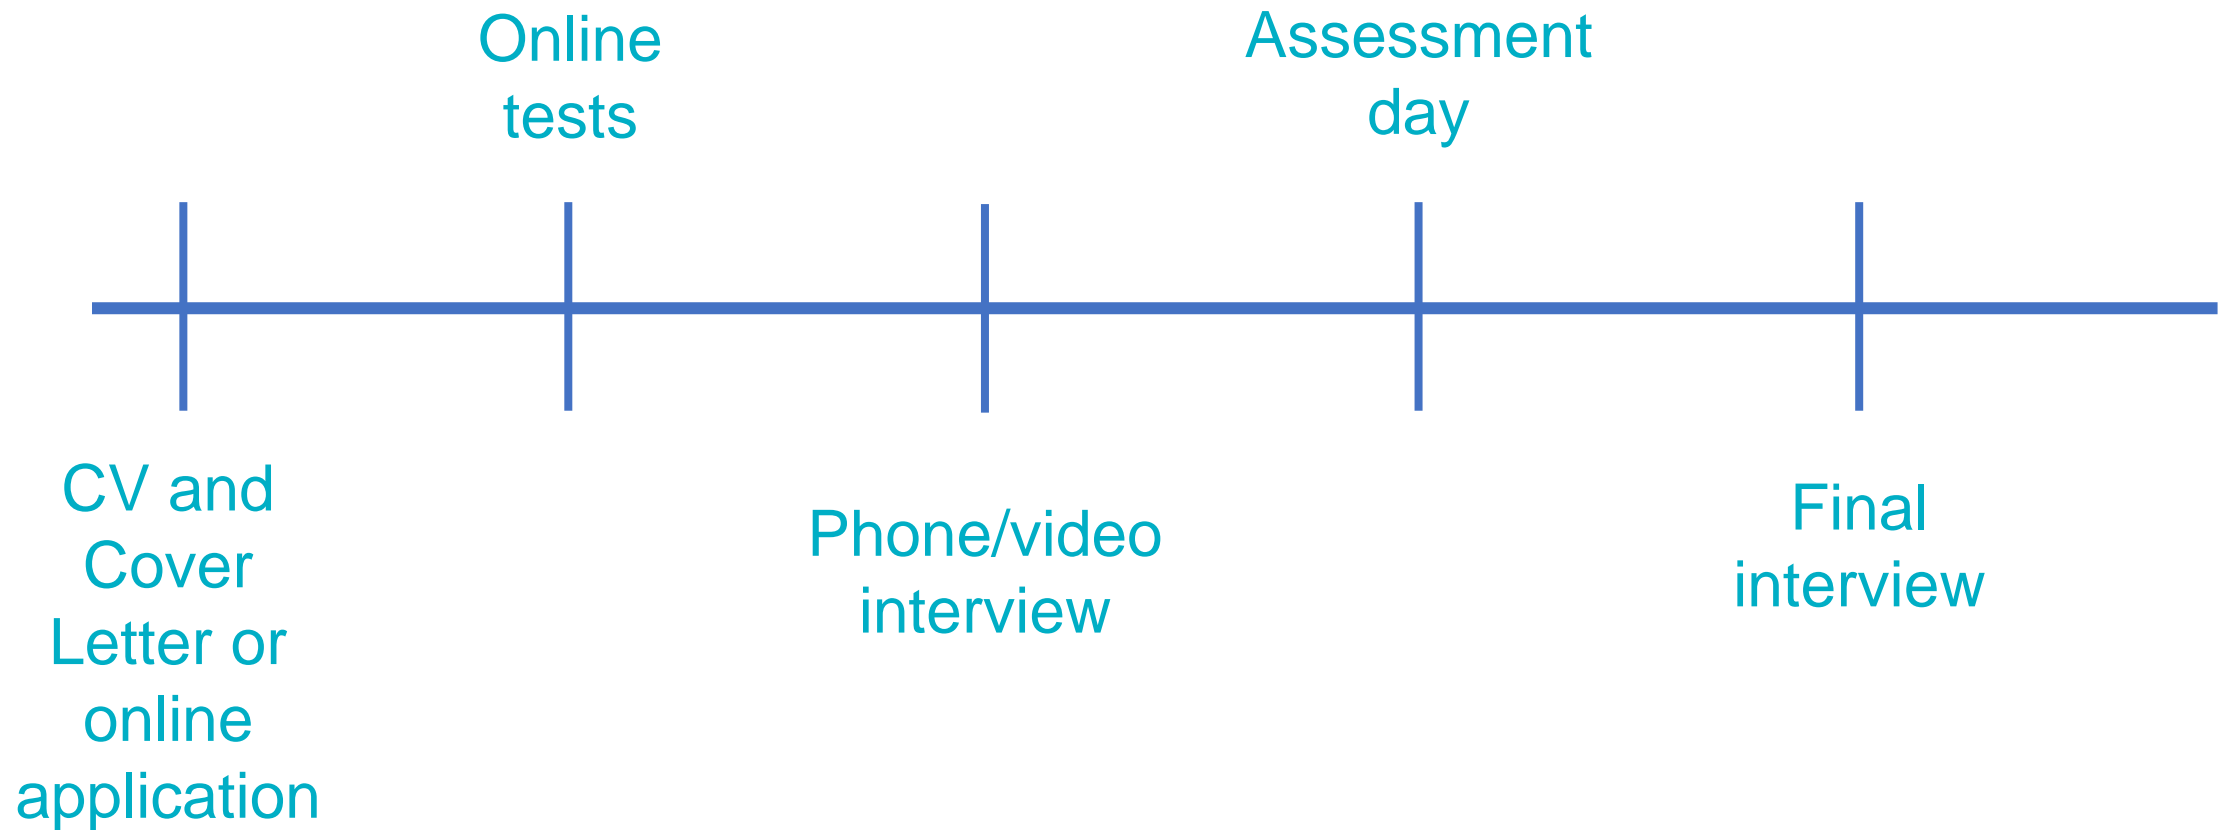 Online
tests
Assessment
day
CV and
Cover
Letter or
online
application
Phone/video
interview
Final
interview